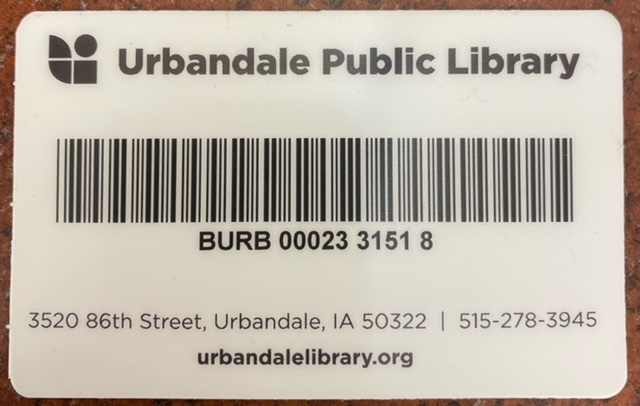 Urbandale Public Library
BURB 00023 3151 8
3520 86th Street, Urbandale, IA 50322 | 515-278-3945
urbandalelibrary.org